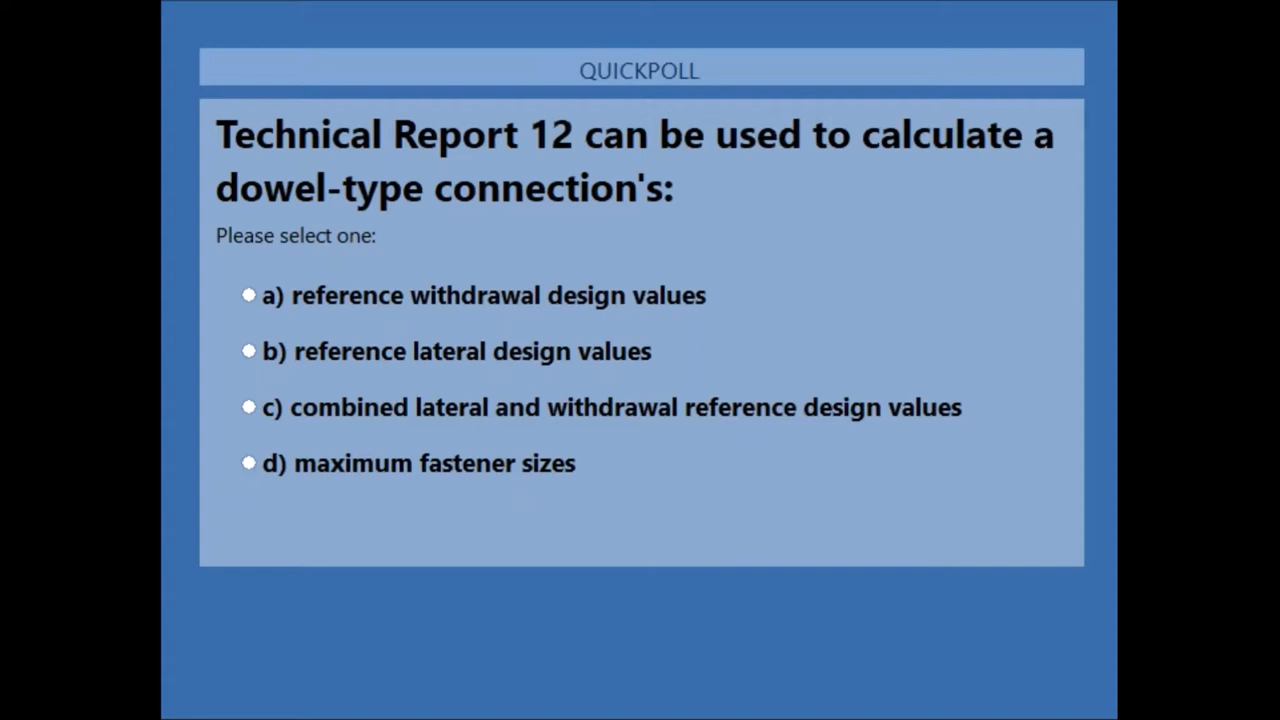 QUICKPOLL
Technical Report 12 can be used to calculate a
dowel-type connection's:
Please select one:
a) reference withdrawal design values
b) reference lateral design values
c) combined lateral and withdrawal reference design values
d) maximum fastener sizes